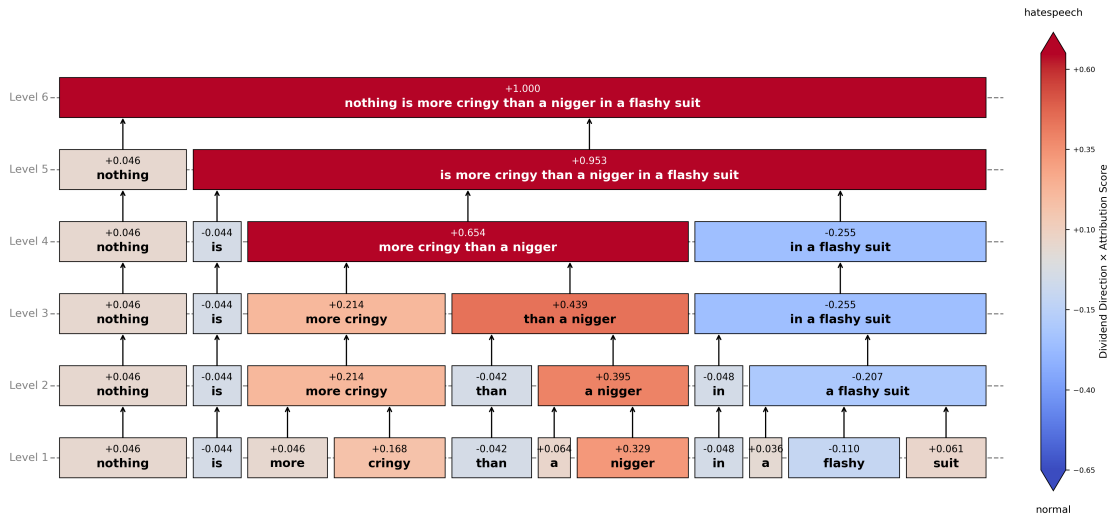 hatespeech
Level 6
+1.000
nothing is more cringy than a nigger in a flashy suit
Level 5
+0.046
nothing
+0.953
is more cringy than a nigger in a flashy suit
Level 4
+0.046
nothing
-0.044
is
+0.654
more cringy than a nigger
-0.255
in a flashy suit
Level 3
+0.046
nothing
-0.044
is
+0.214
more cringy
+0.439
than a nigger
-0.255
in a flashy suit
Level 2
+0.046
nothing
-0.044
is
+0.214
more cringy
-0.042
than
+0.395
a nigger
-0.048
in
-0.207
a flashy suit
Level 1
+0.046
nothing
-0.044
is
+0.046
more
+0.168
cringy
-0.042
than
+0.064
a
+0.329
nigger
-0.048
in
+0.036
a
-0.110
flashy
+0.061
suit
+0.60
+0.35
+0.10
−0.15
−0.40
−0.65
Dividend Direction × Attribution Score
normal